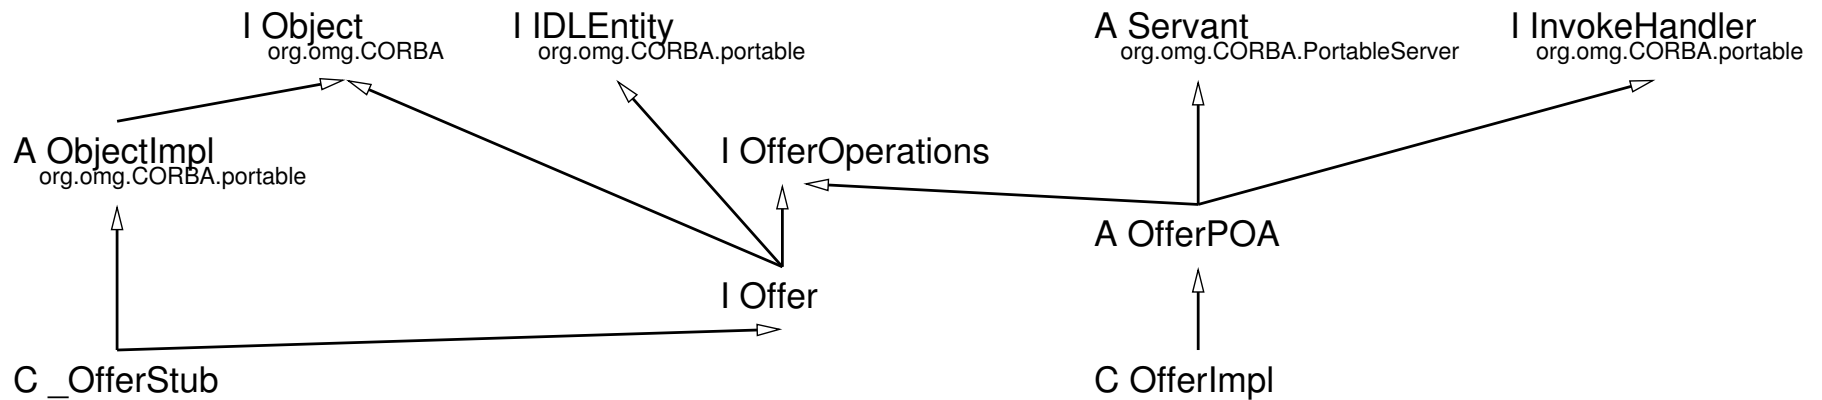 I Object
org.omg.CORBA
I IDLEntity
org.omg.CORBA.portable
A Servant
org.omg.CORBA.PortableServer
I InvokeHandler
org.omg.CORBA.portable
A ObjectImpl
org.omg.CORBA.portable
I OfferOperations
A OfferPOA
I Offer
C _OfferStub
C OfferImpl